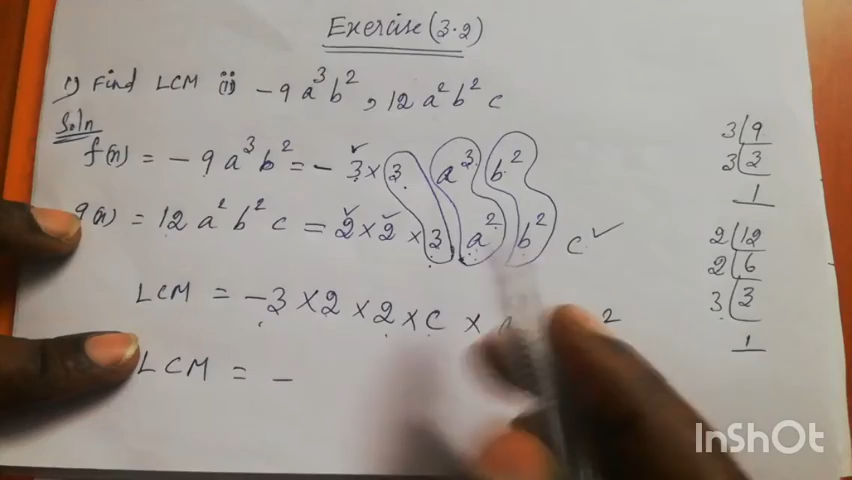 Exercise (3.2)
1) Find LCM (ii) -9a³b², 12a²b²c
Soln
f(x) = -9a³b² = -3×3 a³ b²
g(x) = 12a²b²c = 2×2×3 a² b² c
LCM = -3×2×2×c×
2
LCM = -
3 9
3 3
1
2 12
2 6
3 3
1
InShOt